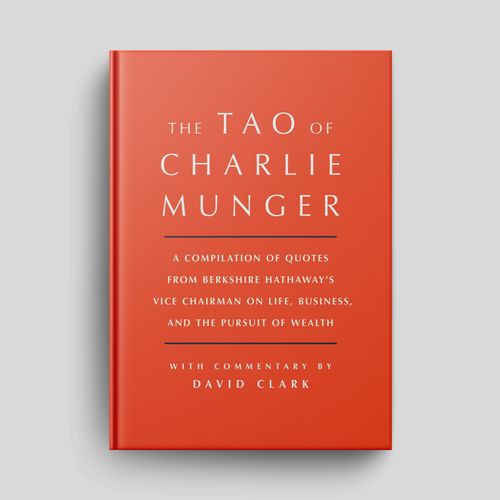 THE TAO OF
CHARLIE
MUNGER
A COMPILATION OF QUOTES
FROM BERKSHIRE HATHAWAY'S
VICE CHAIRMAN ON LIFE, BUSINESS,
AND THE PURSUIT OF WEALTH
WITH COMMENTARY BY
DAVID CLARK